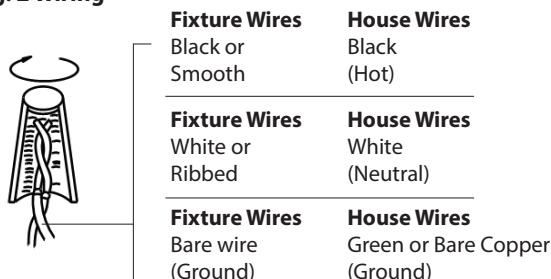 Wiring
Fixture Wires House Wires
Black or Black
Smooth (Hot)
Fixture Wires House Wires
White or White
Ribbed (Neutral)
Fixture Wires House Wires
Bare wire Green or Bare Copper
(Ground) (Ground)